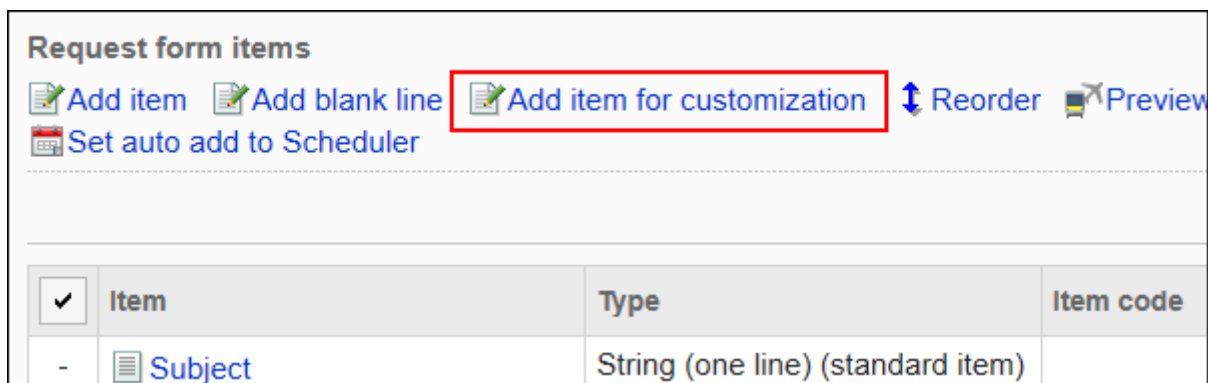 Request form items
Add item Add blank line Add item for customization Reorder Preview
Set auto add to Scheduler
Item Type Item code
- Subject String (one line) (standard item)